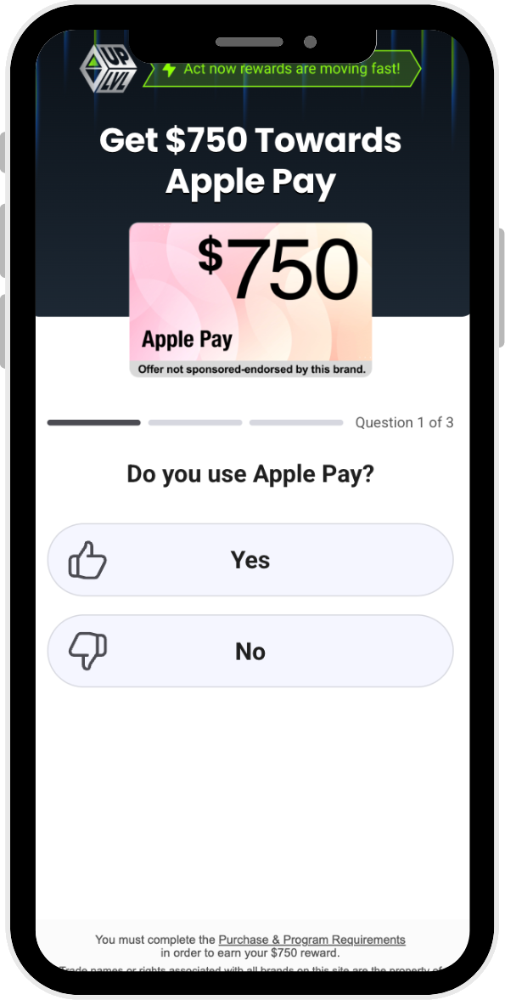 UP
LVL
Act now rewards are moving fast!
Get $750 Towards
Apple Pay
$750
Apple Pay
Offer not sponsored-endorsed by this brand.
Question 1 of 3
Do you use Apple Pay?
Yes
No
You must complete the Purchase & Program Requirements
in order to earn your $750 reward.
Trade names or rights associated with all brands on this site are the property of